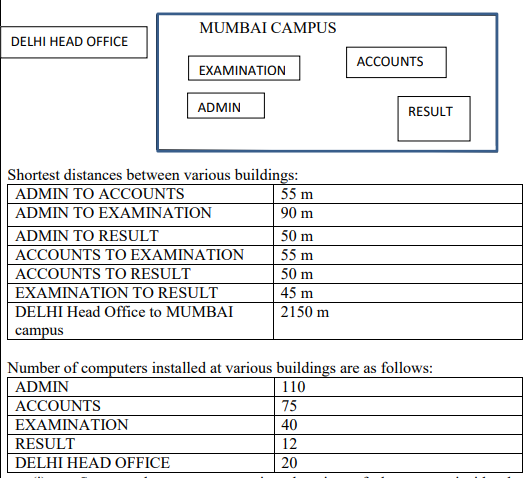 MUMBAI CAMPUS
DELHI HEAD OFFICE
ACCOUNTS
EXAMINATION
ADMIN
RESULT
Shortest distances between various buildings:
ADMIN TO ACCOUNTS 55 m
ADMIN TO EXAMINATION 90 m
ADMIN TO RESULT 50 m
ACCOUNTS TO EXAMINATION 55 m
ACCOUNTS TO RESULT 50 m
EXAMINATION TO RESULT 45 m
DELHI Head Office to MUMBAI 2150 m
campus
Number of computers installed at various buildings are as follows:
ADMIN 110
ACCOUNTS 75
EXAMINATION 40
RESULT 12
DELHI HEAD OFFICE 20